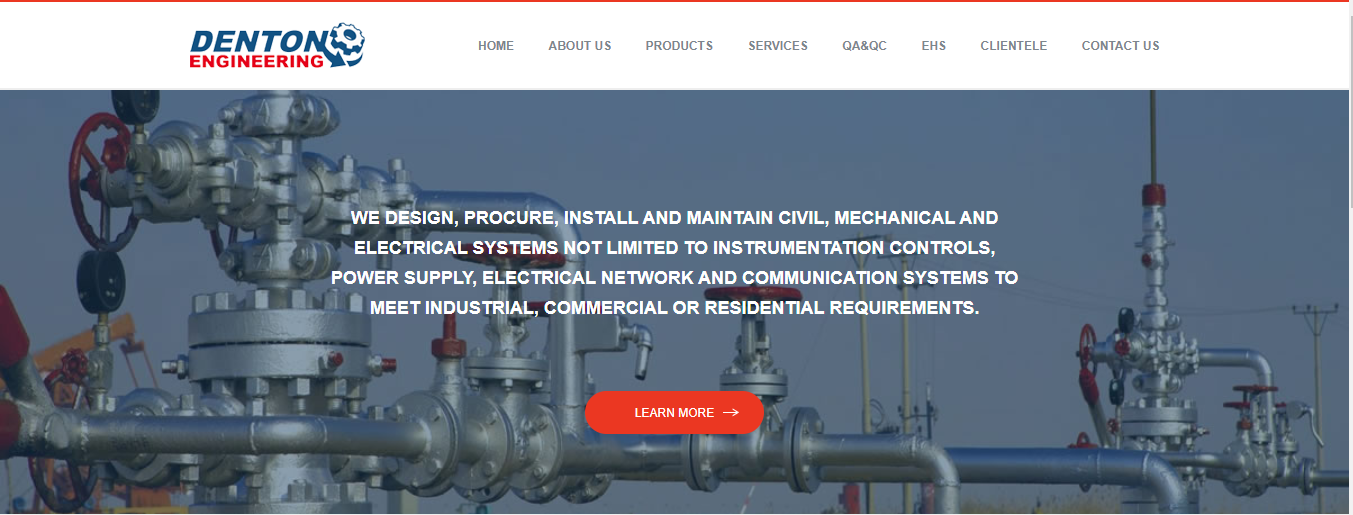 DENTON
ENGINEERING
HOME ABOUT US PRODUCTS SERVICES QA&QC EHS CLIENTELE CONTACT US
WE DESIGN, PROCURE, INSTALL AND MAINTAIN CIVIL, MECHANICAL AND
ELECTRICAL SYSTEMS NOT LIMITED TO INSTRUMENTATION CONTROLS,
POWER SUPPLY, ELECTRICAL NETWORK AND COMMUNICATION SYSTEMS TO
MEET INDUSTRIAL, COMMERCIAL OR RESIDENTIAL REQUIREMENTS.
LEARN MORE